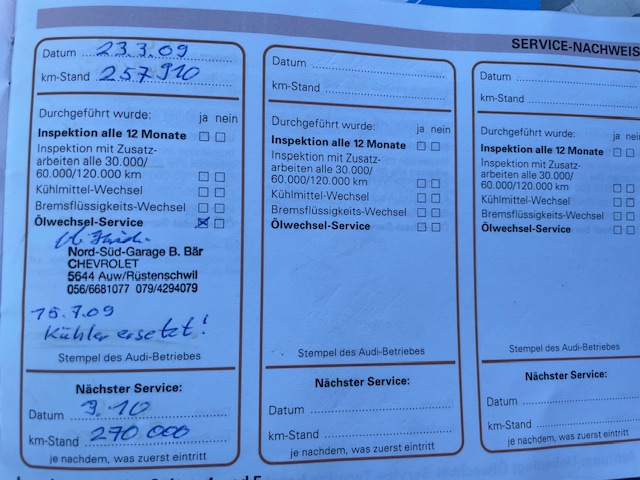 SERVICE-NACHWEIS
Datum 23.3.09
km-Stand 257910
Durchgeführt wurde: ja nein
Inspektion alle 12 Monate
Inspektion mit Zusatz-
arbeiten alle 30.000/
60.000/120.000 km
Kühlmittel-Wechsel
Bremsflüssigkeits-Wechsel
Ölwechsel-Service
Nord-Süd-Garage B. Bär
CHEVROLET
5644 Auw/Rüstenschwil
056/6681077 079/4294079
15.7.09
Kühler ersetzt!
Stempel des Audi-Betriebes
Nächster Service:
Datum 3.10
km-Stand 270 000
je nachdem, was zuerst eintritt
Datum
km-Stand
Durchgeführt wurde: ja nein
Inspektion alle 12 Monate
Inspektion mit Zusatz-
arbeiten alle 30.000/
60.000/120.000 km
Kühlmittel-Wechsel
Bremsflüssigkeits-Wechsel
Ölwechsel-Service
Stempel des Audi-Betriebes
Nächster Service:
Datum
km-Stand
je nachdem, was zuerst eintritt
Datum
km-Stand
Durchgeführt wurde: ja
Inspektion alle 12 Monate
Inspektion mit Zusatz-
arbeiten alle 30.000/
60.000/120.000 km
Kühlmittel-Wechsel
Bremsflüssigkeits-Wechsel
Ölwechsel-Service
Stempel des Audi-Betriebes
Nächster Service:
Datum
km-Stand
je nachdem, was zuerst eintritt